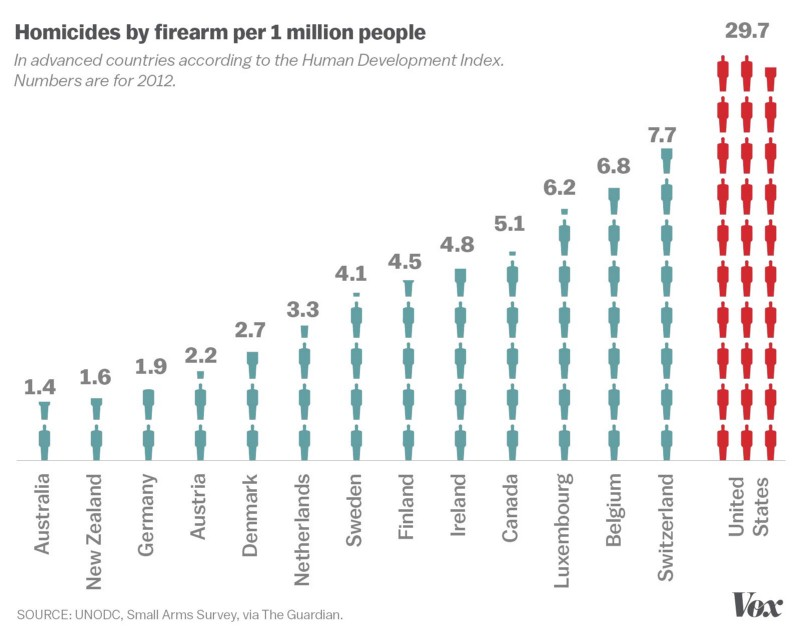 Homicides by firearm per 1 million people
In advanced countries according to the Human Development Index.
Numbers are for 2012.
29.7
7.7
6.8
6.2
5.1
4.8
4.5
4.1
3.3
2.7
2.2
1.9
1.6
1.4
Australia
New Zealand
Germany
Austria
Denmark
Netherlands
Sweden
Finland
Ireland
Canada
Luxembourg
Belgium
Switzerland
United
States
SOURCE: UNODC, Small Arms Survey, via The Guardian.
Vox